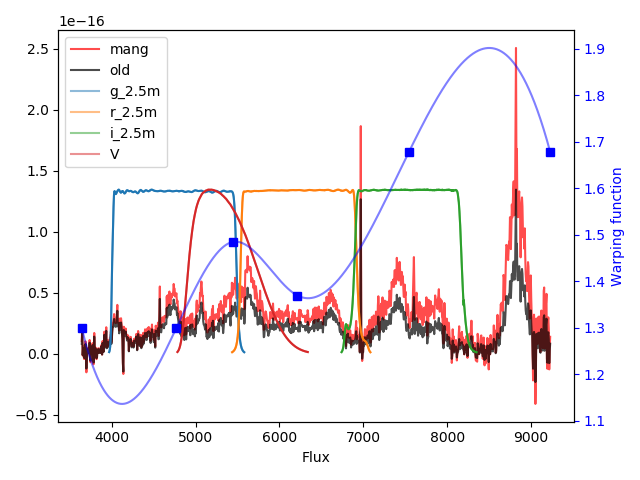 1e−16
mang
old
g_2.5m
r_2.5m
i_2.5m
V
2.5
2.0
1.5
1.0
0.5
0.0
−0.5
1.9
1.8
1.7
1.6
1.5
1.4
1.3
1.2
1.1
Warping function
4000 5000 6000 7000 8000 9000
Flux